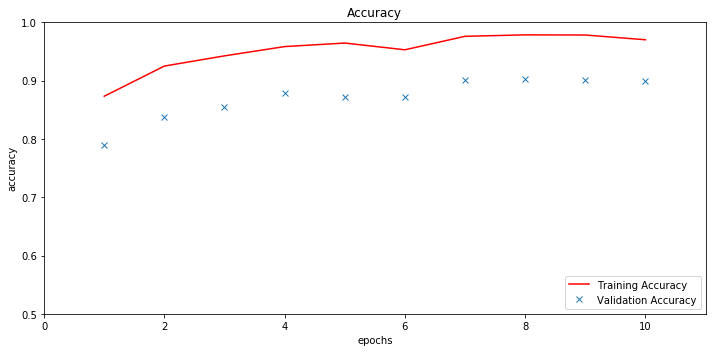 Accuracy
1.0
0.9
0.8
0.7
0.6
0.5
accuracy
0 2 4 6 8 10
epochs
Training Accuracy
Validation Accuracy